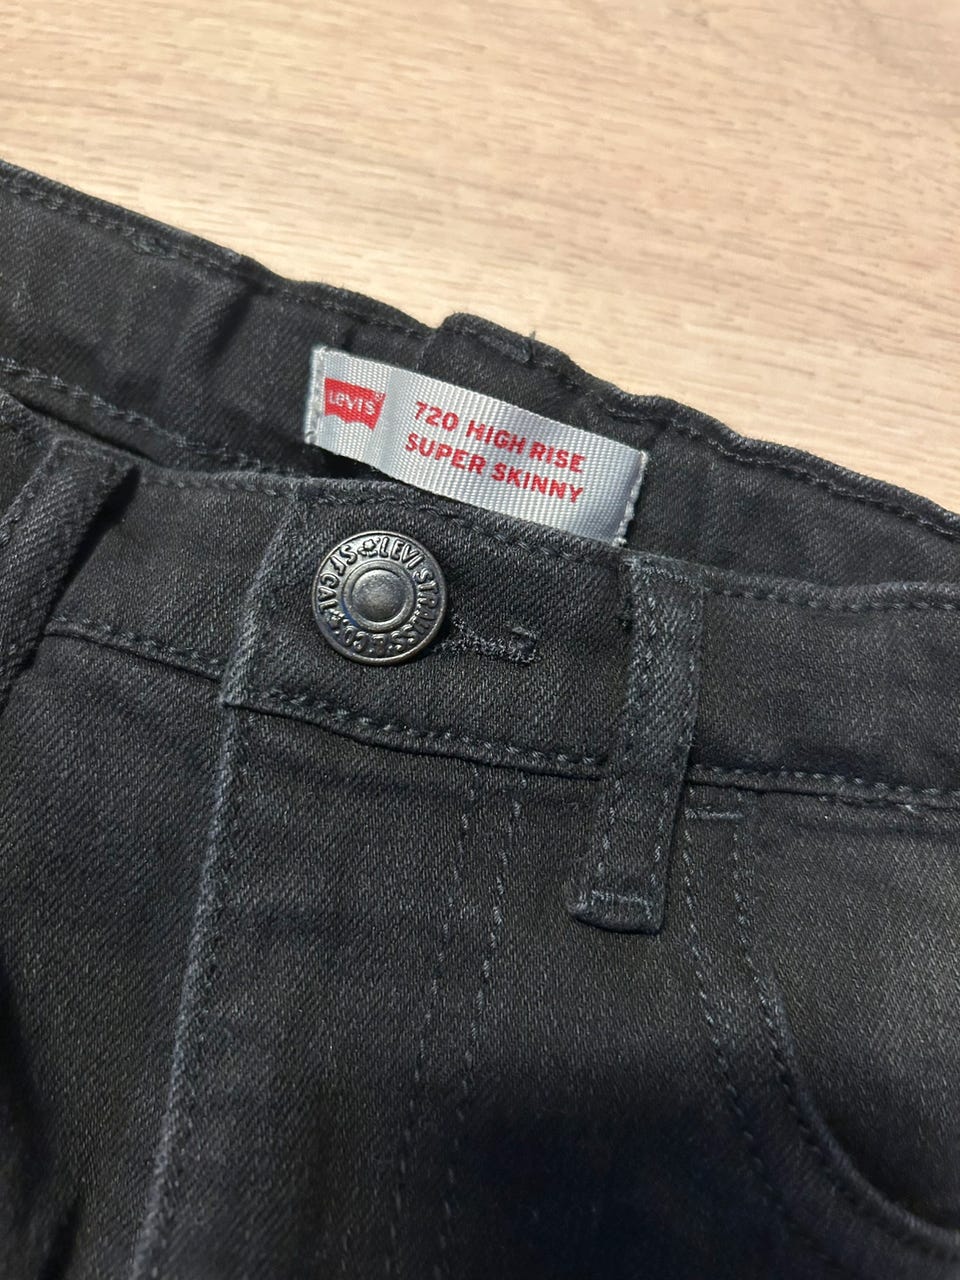 Levi's
720 HIGH RISE
SUPER SKINNY
LEVI STRAUSS & CO. S.F. CAL.